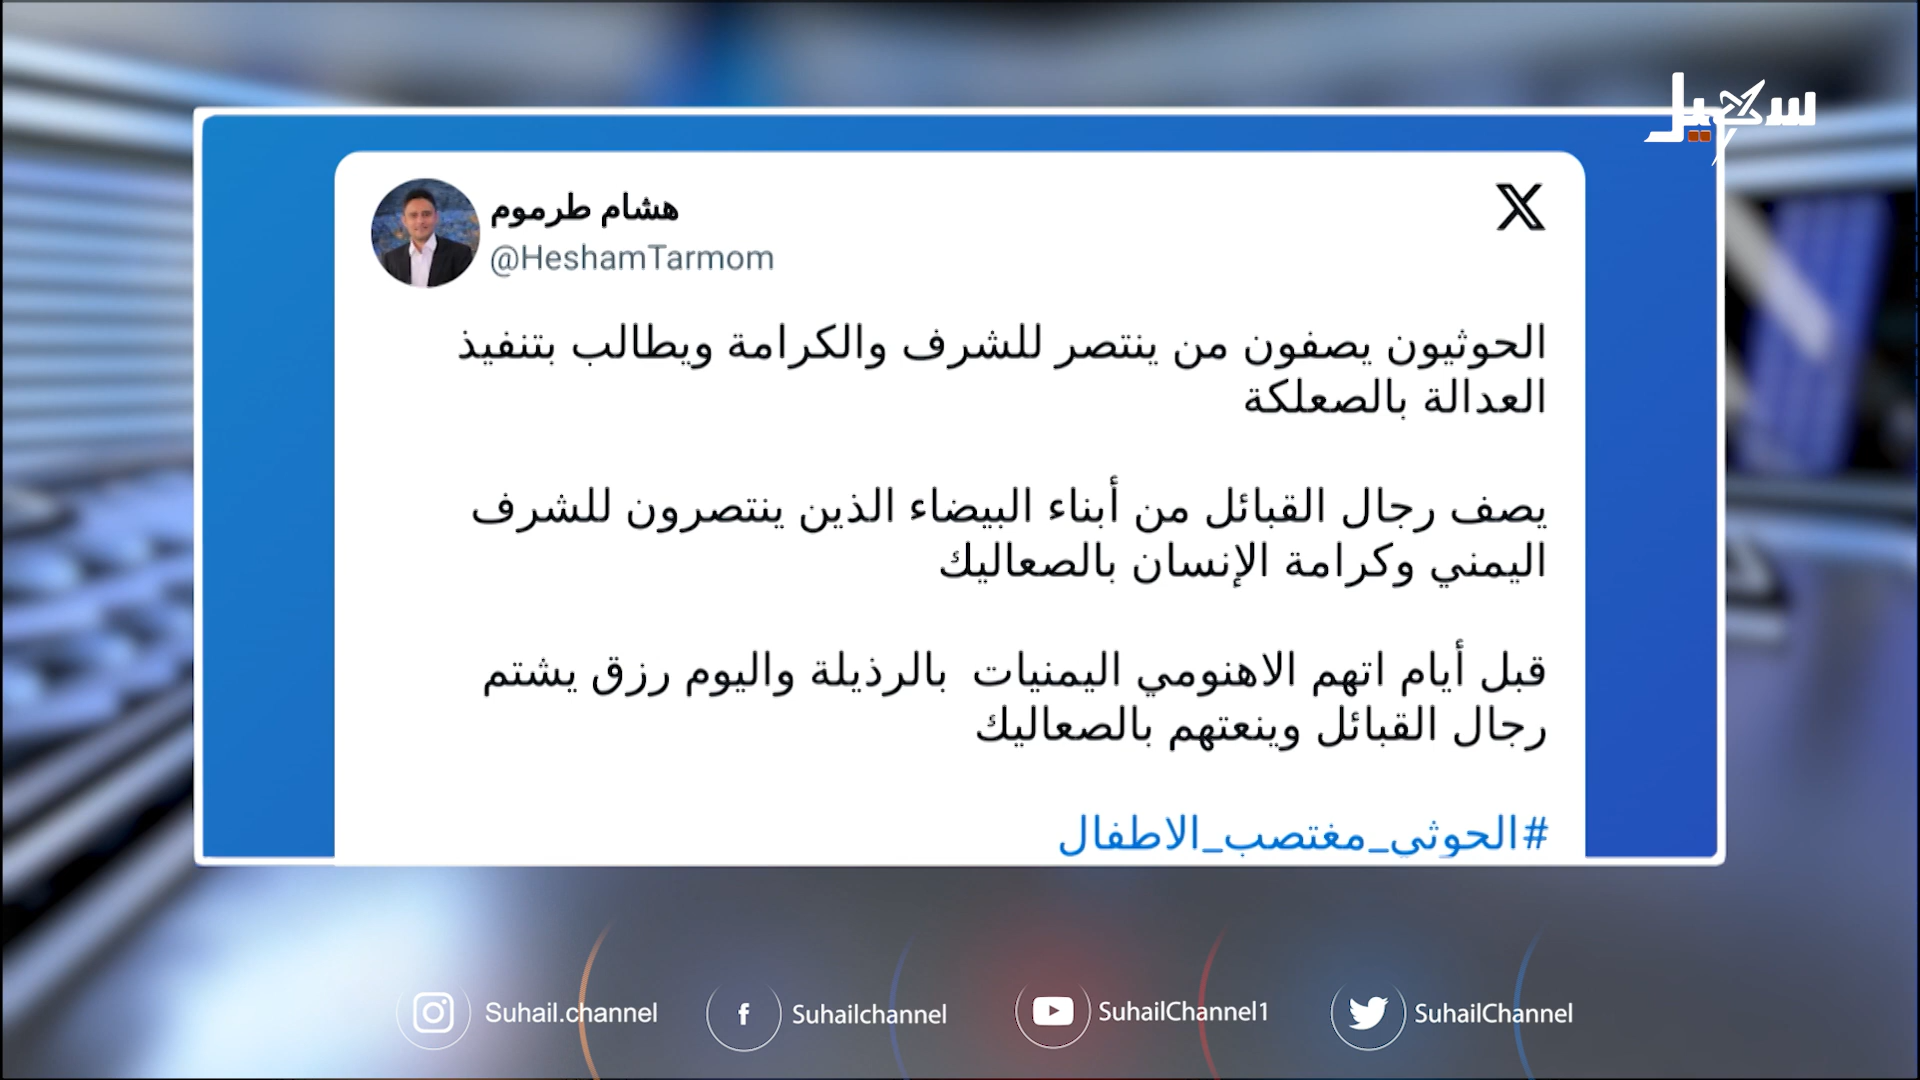 سهيل
هشام طرموم
@HeshamTarmom
الحوثيون يصفون من ينتصر للشرف والكرامة ويطالب بتنفيذ
العدالة بالصعلكة
يصف رجال القبائل من أبناء البيضاء الذين ينتصرون للشرف
اليمني وكرامة الإنسان بالصعاليك
قبل أيام اتهم الاهنومي اليمنيات بالرذيلة واليوم رزق يشتم
رجال القبائل وينعتهم بالصعاليك
#الحوثي_مغتصب_الاطفال
Suhail.channel
Suhailchannel
SuhailChannel1
SuhailChannel